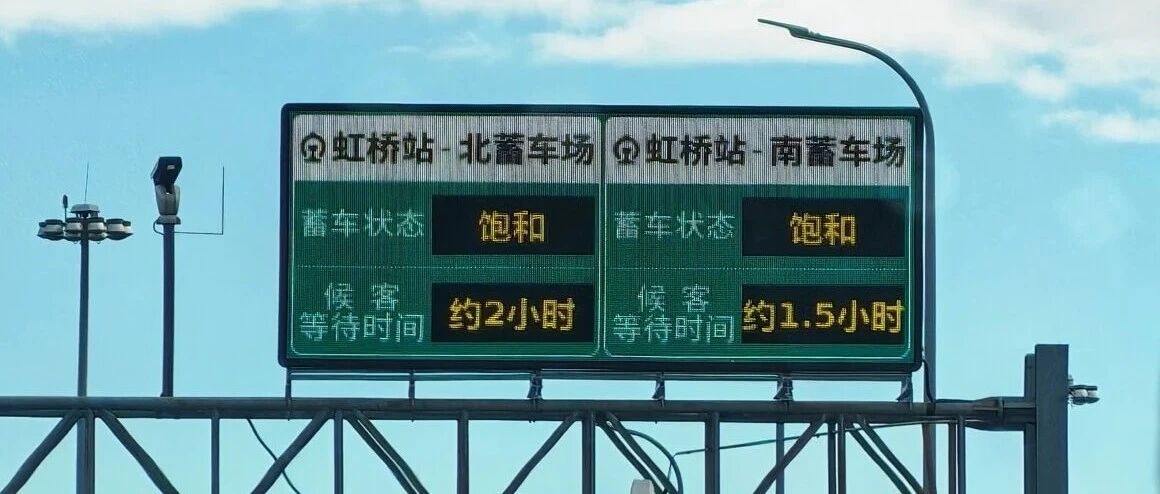 虹桥站-北蓄车场
蓄车状态 饱和
候客
等待时间 约2小时
虹桥站-南蓄车场
蓄车状态 饱和
候客
等待时间 约1.5小时